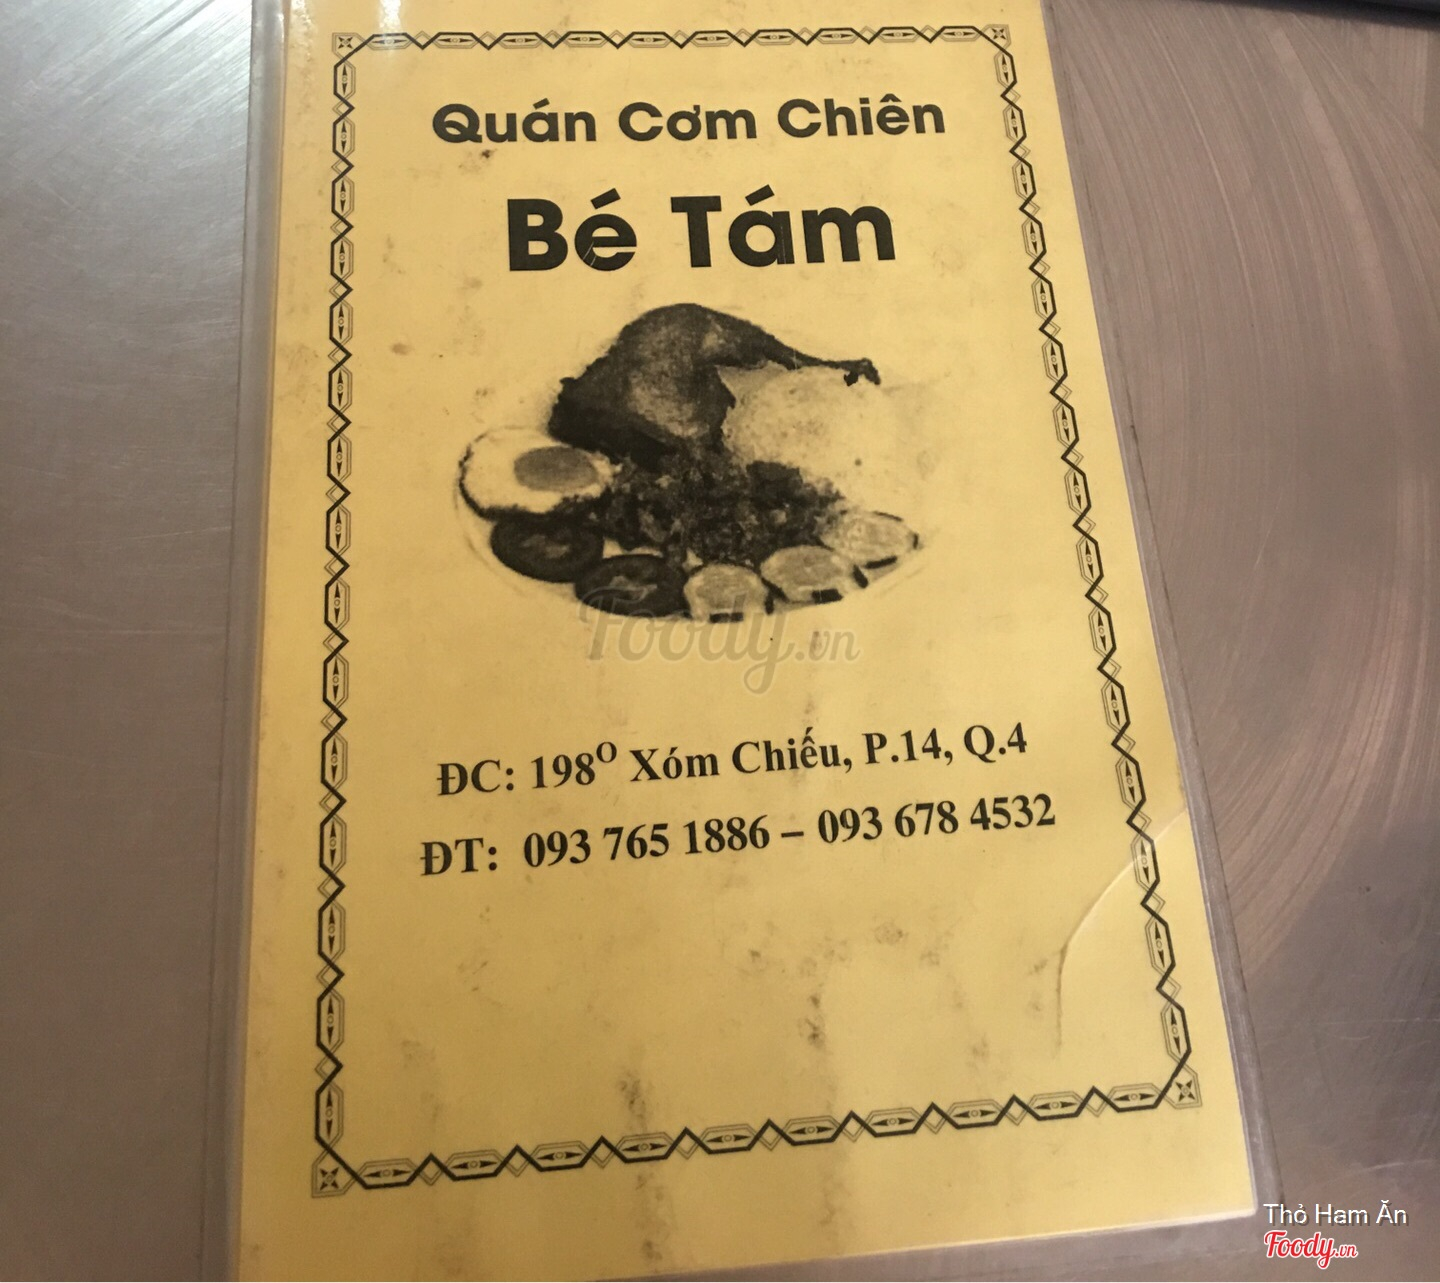 Quán Cơm Chiên
Bé Tám
Foody.vn
ĐC: 198ᴼ Xóm Chiếu, P.14, Q.4
ĐT: 093 765 1886 – 093 678 4532
Thỏ Ham Ăn
Foody.vn